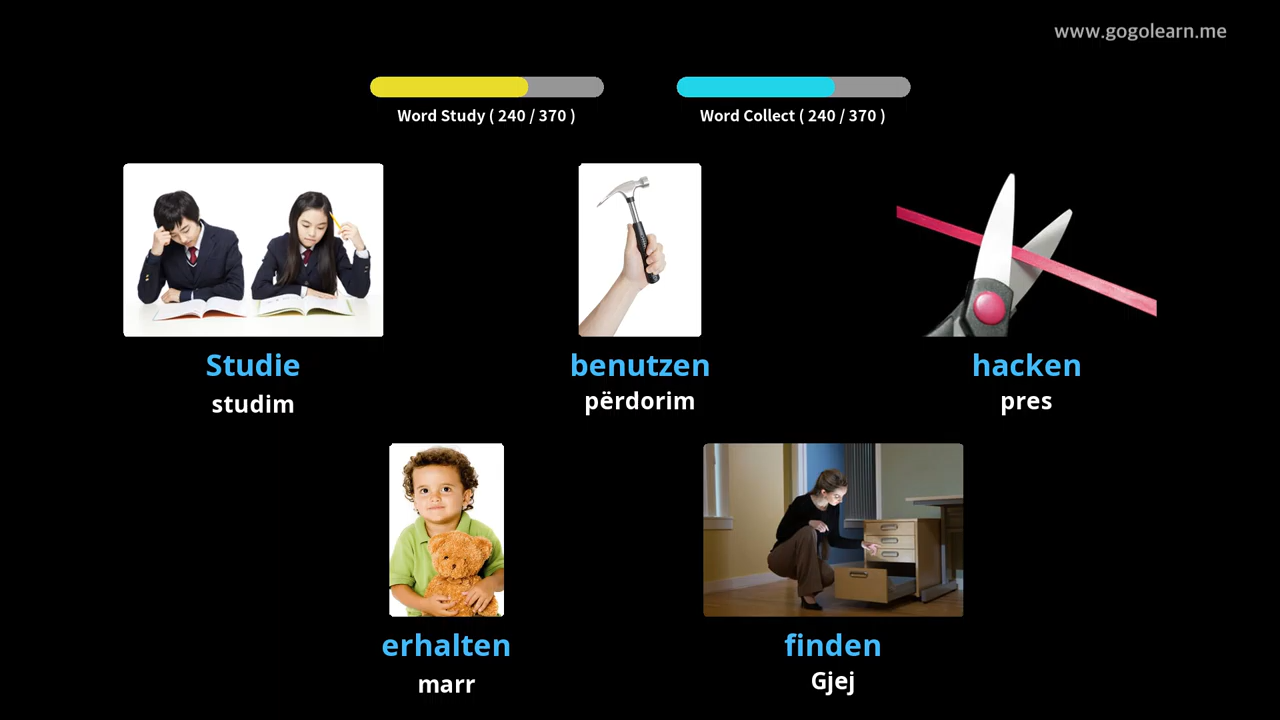 www.gogolearn.me
Word Study ( 240 / 370 )
Word Collect ( 240 / 370 )
Studie
studim
benutzen
përdorim
hacken
pres
erhalten
marr
finden
Gjej